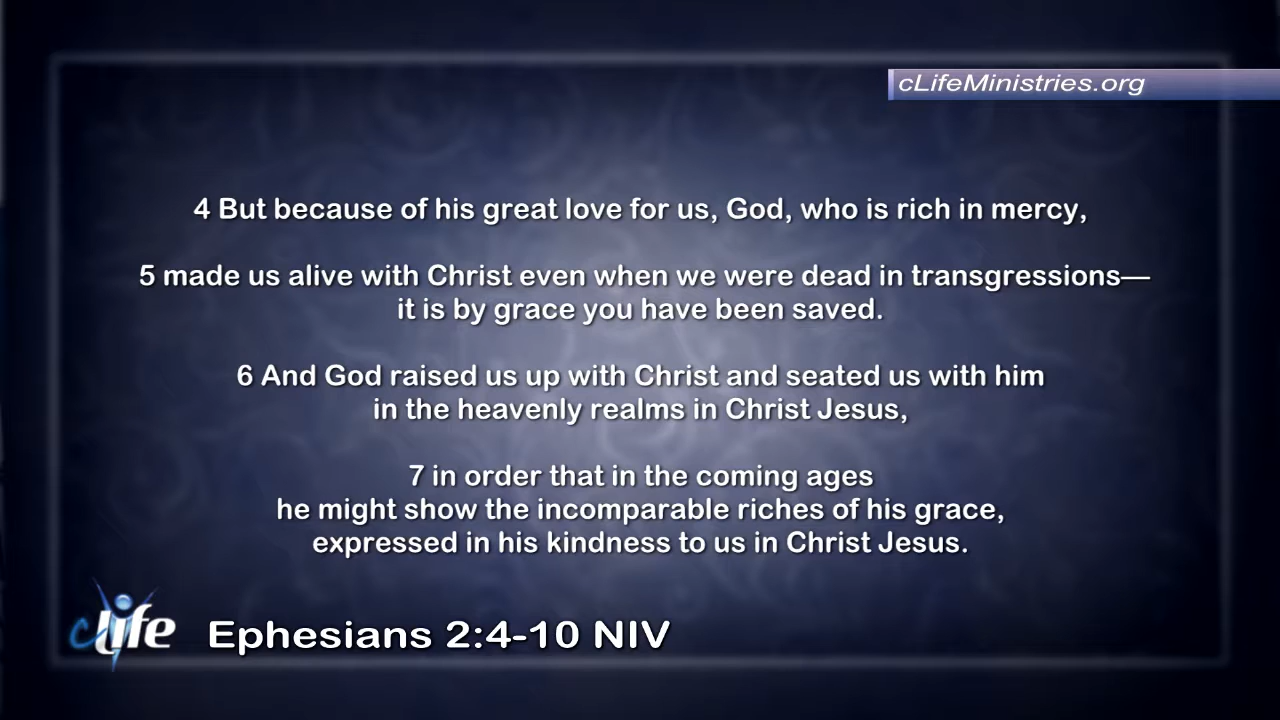 cLifeMinistries.org
4 But because of his great love for us, God, who is rich in mercy,
5 made us alive with Christ even when we were dead in transgressions—
it is by grace you have been saved.
6 And God raised us up with Christ and seated us with him
in the heavenly realms in Christ Jesus,
7 in order that in the coming ages
he might show the incomparable riches of his grace,
expressed in his kindness to us in Christ Jesus.
cLife
Ephesians 2:4-10 NIV